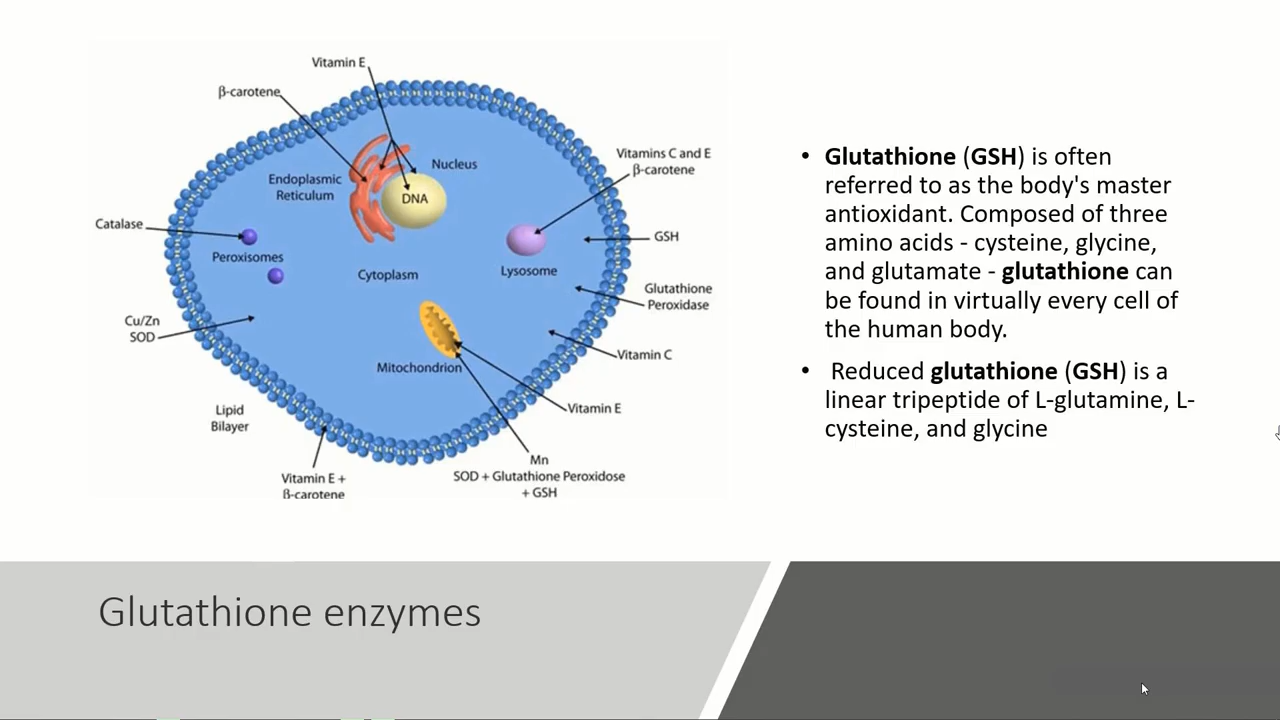 Vitamin E
β-carotene
Nucleus
Vitamins C and E
β-carotene
Endoplasmic
Reticulum
DNA
Catalase
GSH
Peroxisomes
Cytoplasm
Lysosome
Glutathione
Peroxidase
Cu/Zn
SOD
Vitamin C
Mitochondrion
Lipid
Bilayer
Vitamin E
Mn
SOD + Glutathione Peroxidose
+ GSH
Vitamin E +
β-carotene
• Glutathione (GSH) is often
referred to as the body's master
antioxidant. Composed of three
amino acids - cysteine, glycine,
and glutamate - glutathione can
be found in virtually every cell of
the human body.
• Reduced glutathione (GSH) is a
linear tripeptide of L-glutamine, L-
cysteine, and glycine
Glutathione enzymes